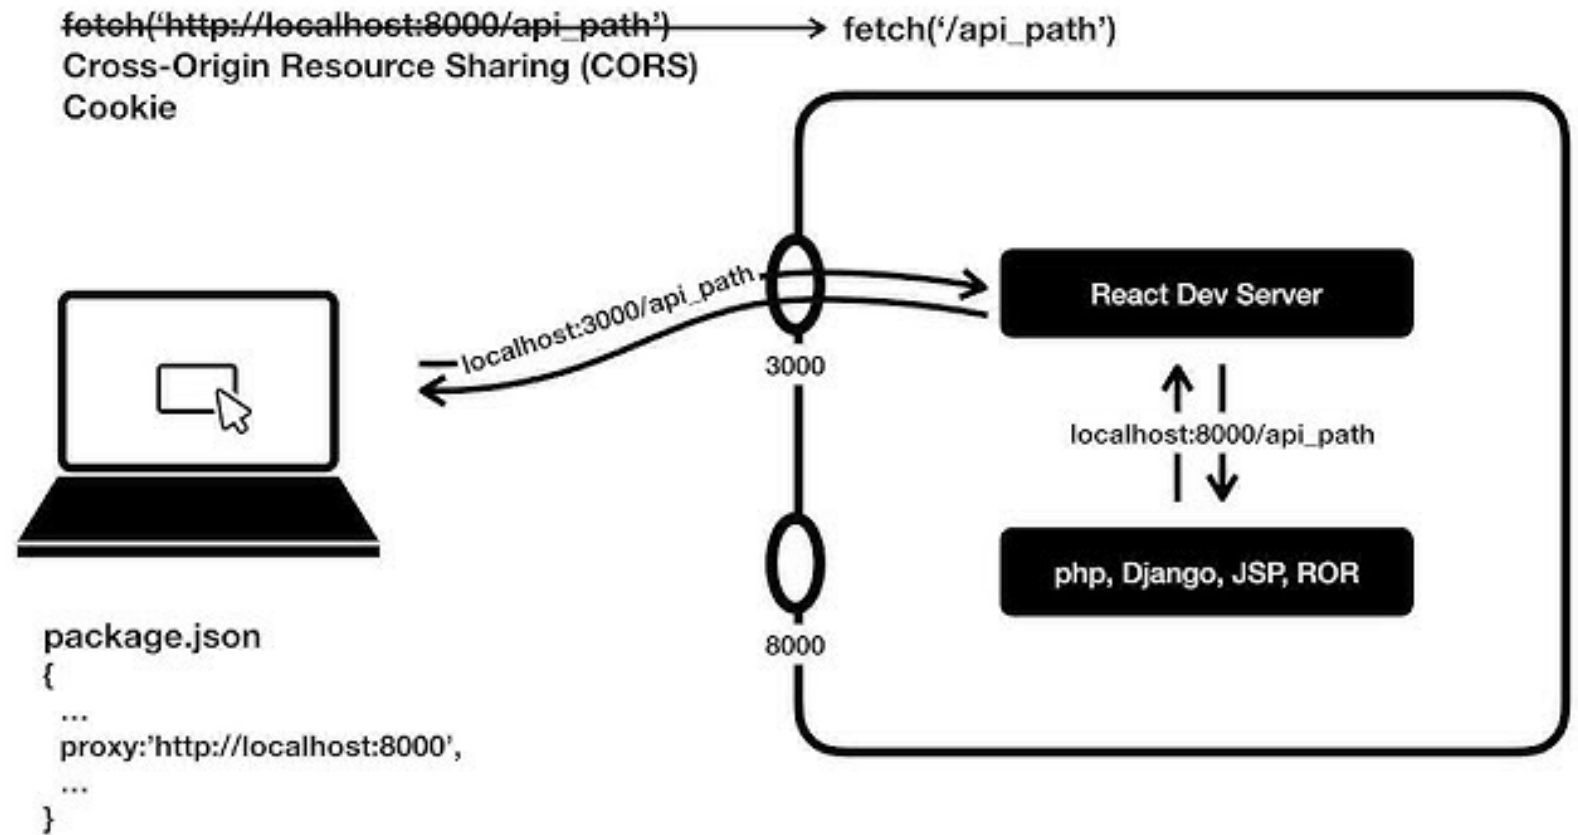 fetch(‘http://localhost:8000/api_path’) fetch(‘/api_path’)
Cross-Origin Resource Sharing (CORS)
Cookie
localhost:3000/api_path
React Dev Server
3000
localhost:8000/api_path
php, Django, JSP, ROR
8000
package.json
{
...
proxy:’http://localhost:8000’,
...
}